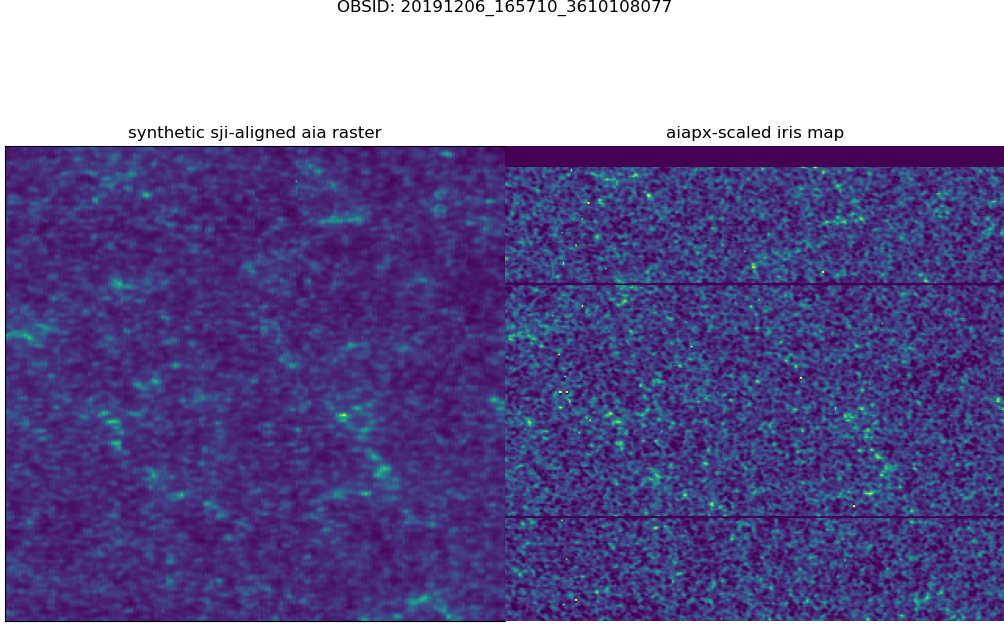 OBSID: 20191206_165710_3610108077
synthetic sji-aligned aia raster
aiapx-scaled iris map